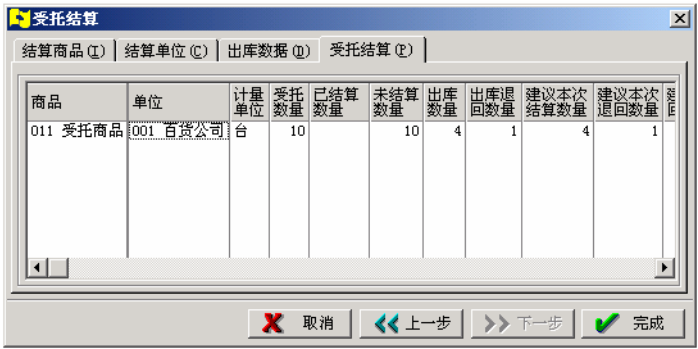 受托结算
结算商品(I) 结算单位(C) 出库数据(D) 受托结算(P)
商品 单位 计量单位 受托数量 已结算数量 未结算数量 出库数量 出库退回数量 建议本次结算数量 建议本次退回数量
011 受托商品 001 百货公司 台 10 10 4 1 4 1
取消 上一步 下一步 完成